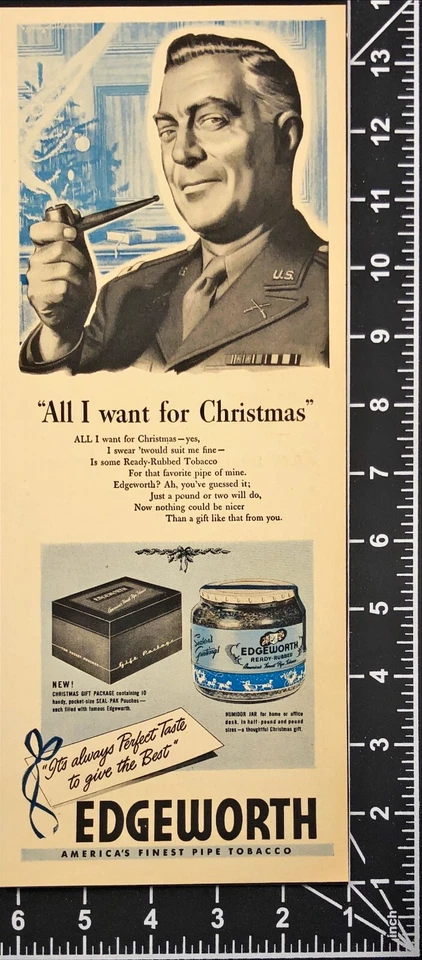 U.S.
"All I want for Christmas"
ALL I want for Christmas—yes,
I swear 'twould suit me fine—
Is some Ready-Rubbed Tobacco
For that favorite pipe of mine.
Edgeworth? Ah, you've guessed it;
Just a pound or two will do,
Now nothing could be nicer
Than a gift like that from you.
EDGEWORTH
Gift Package
Season's
Greetings
EDGEWORTH
READY-RUBBED
America's Finest Pipe Tobacco
NEW!
CHRISTMAS GIFT PACKAGE containing 10
handy, pocket-size SEAL-PAK Pouches—
each filled with famous Edgeworth.
HUMIDOR JAR for home or office
desk. In half-pound and pound
sizes—a thoughtful Christmas gift.
"It's always Perfect Taste
to give the Best"
EDGEWORTH
AMERICA'S FINEST PIPE TOBACCO
13
12
11
10
9
8
7
6
5
4
3
2
1
6
5
4
3
2
1
inch